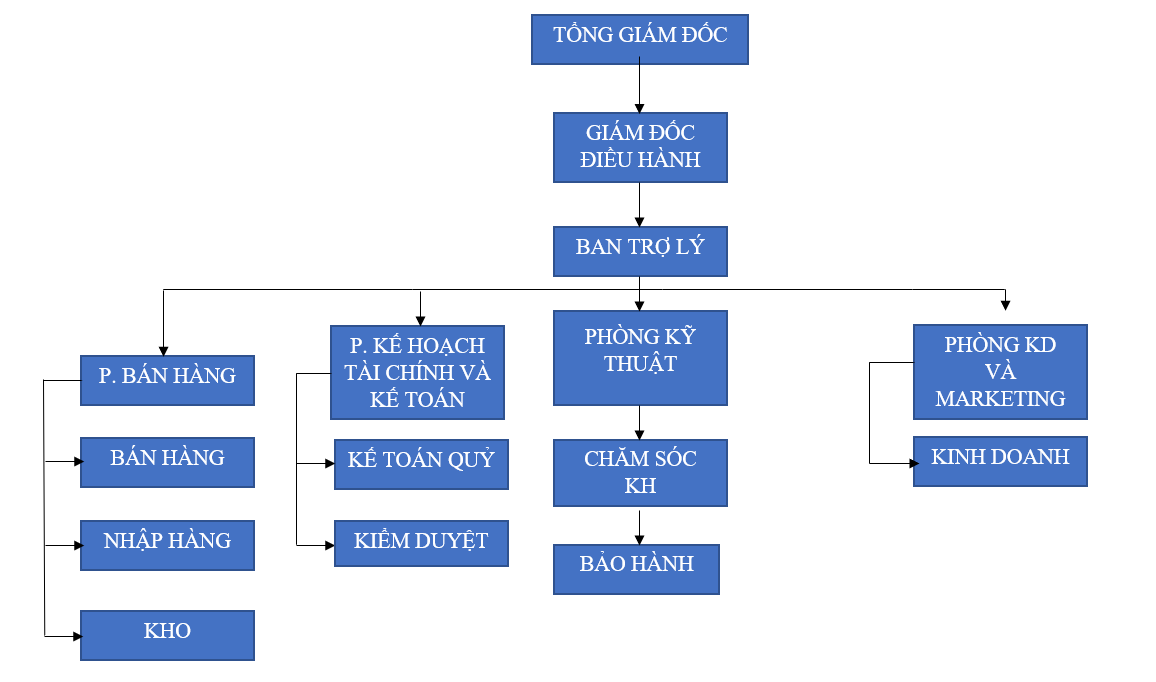 TỔNG GIÁM ĐỐC
GIÁM ĐỐC
ĐIỀU HÀNH
BAN TRỢ LÝ
P. BÁN HÀNG
BÁN HÀNG
NHẬP HÀNG
KHO
P. KẾ HOẠCH
TÀI CHÍNH VÀ
KẾ TOÁN
KẾ TOÁN QUỶ
KIỂM DUYỆT
PHÒNG KỸ
THUẬT
CHĂM SÓC
KH
BẢO HÀNH
PHÒNG KD
VÀ
MARKETING
KINH DOANH